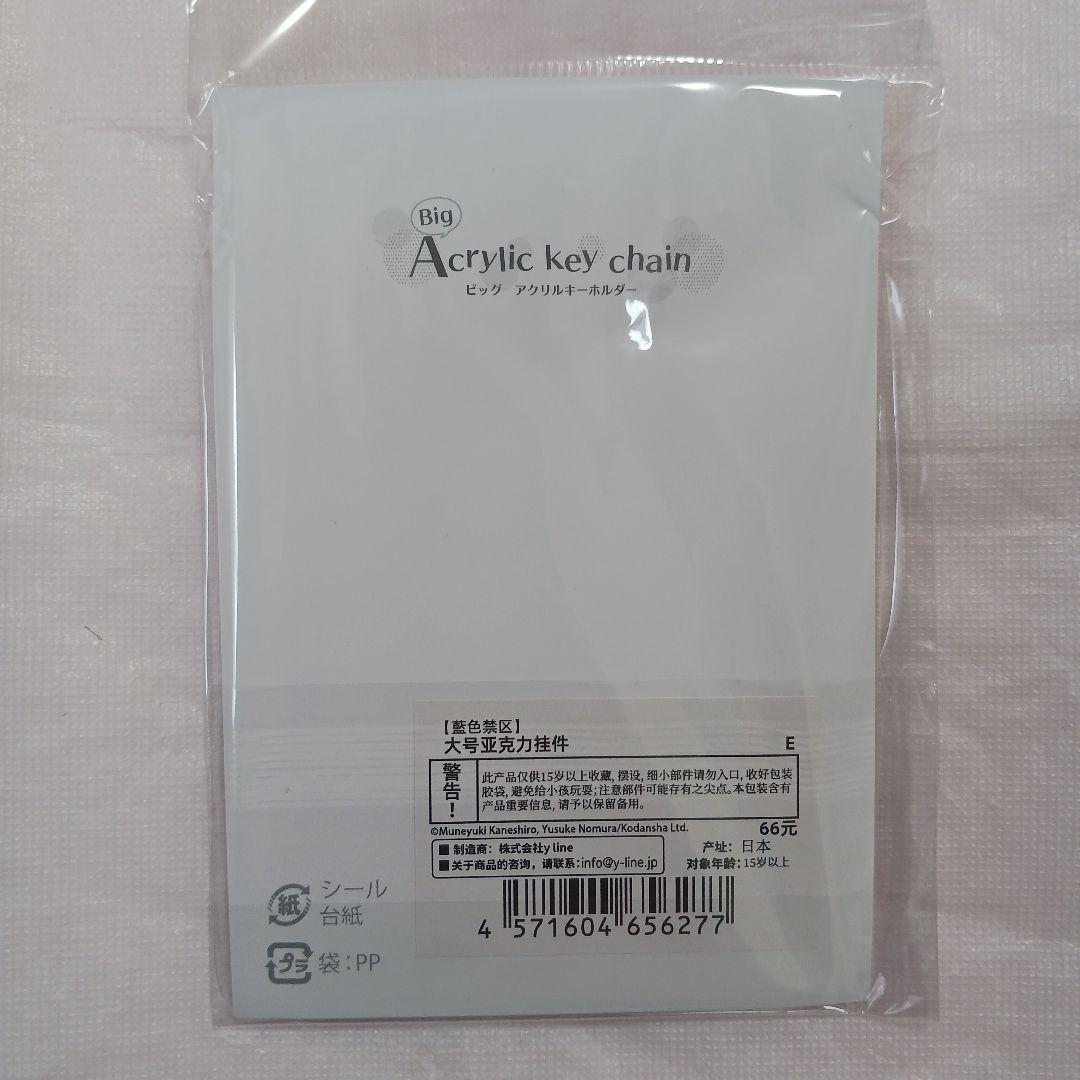 Big
Acrylic key chain
ビッグ アクリルキーホルダー
【藍色禁区】
大号亚克力挂件 E
警告！
此产品仅供15岁以上收藏, 摆设, 细小部件请勿入口, 收好包装
胶袋, 避免给小孩玩耍; 注意部件可能存有之尖点。本包装含有
产品重要信息, 请予以保留备用。
©Muneyuki Kaneshiro, Yusuke Nomura/Kodansha Ltd.
66元
■ 制造商: 株式会社y line
■ 关于商品的咨询, 请联系:info@y-line.jp
产址: 日本
对象年龄: 15岁以上
4 571604 656277
紙 シール
台紙
プラ 袋:PP